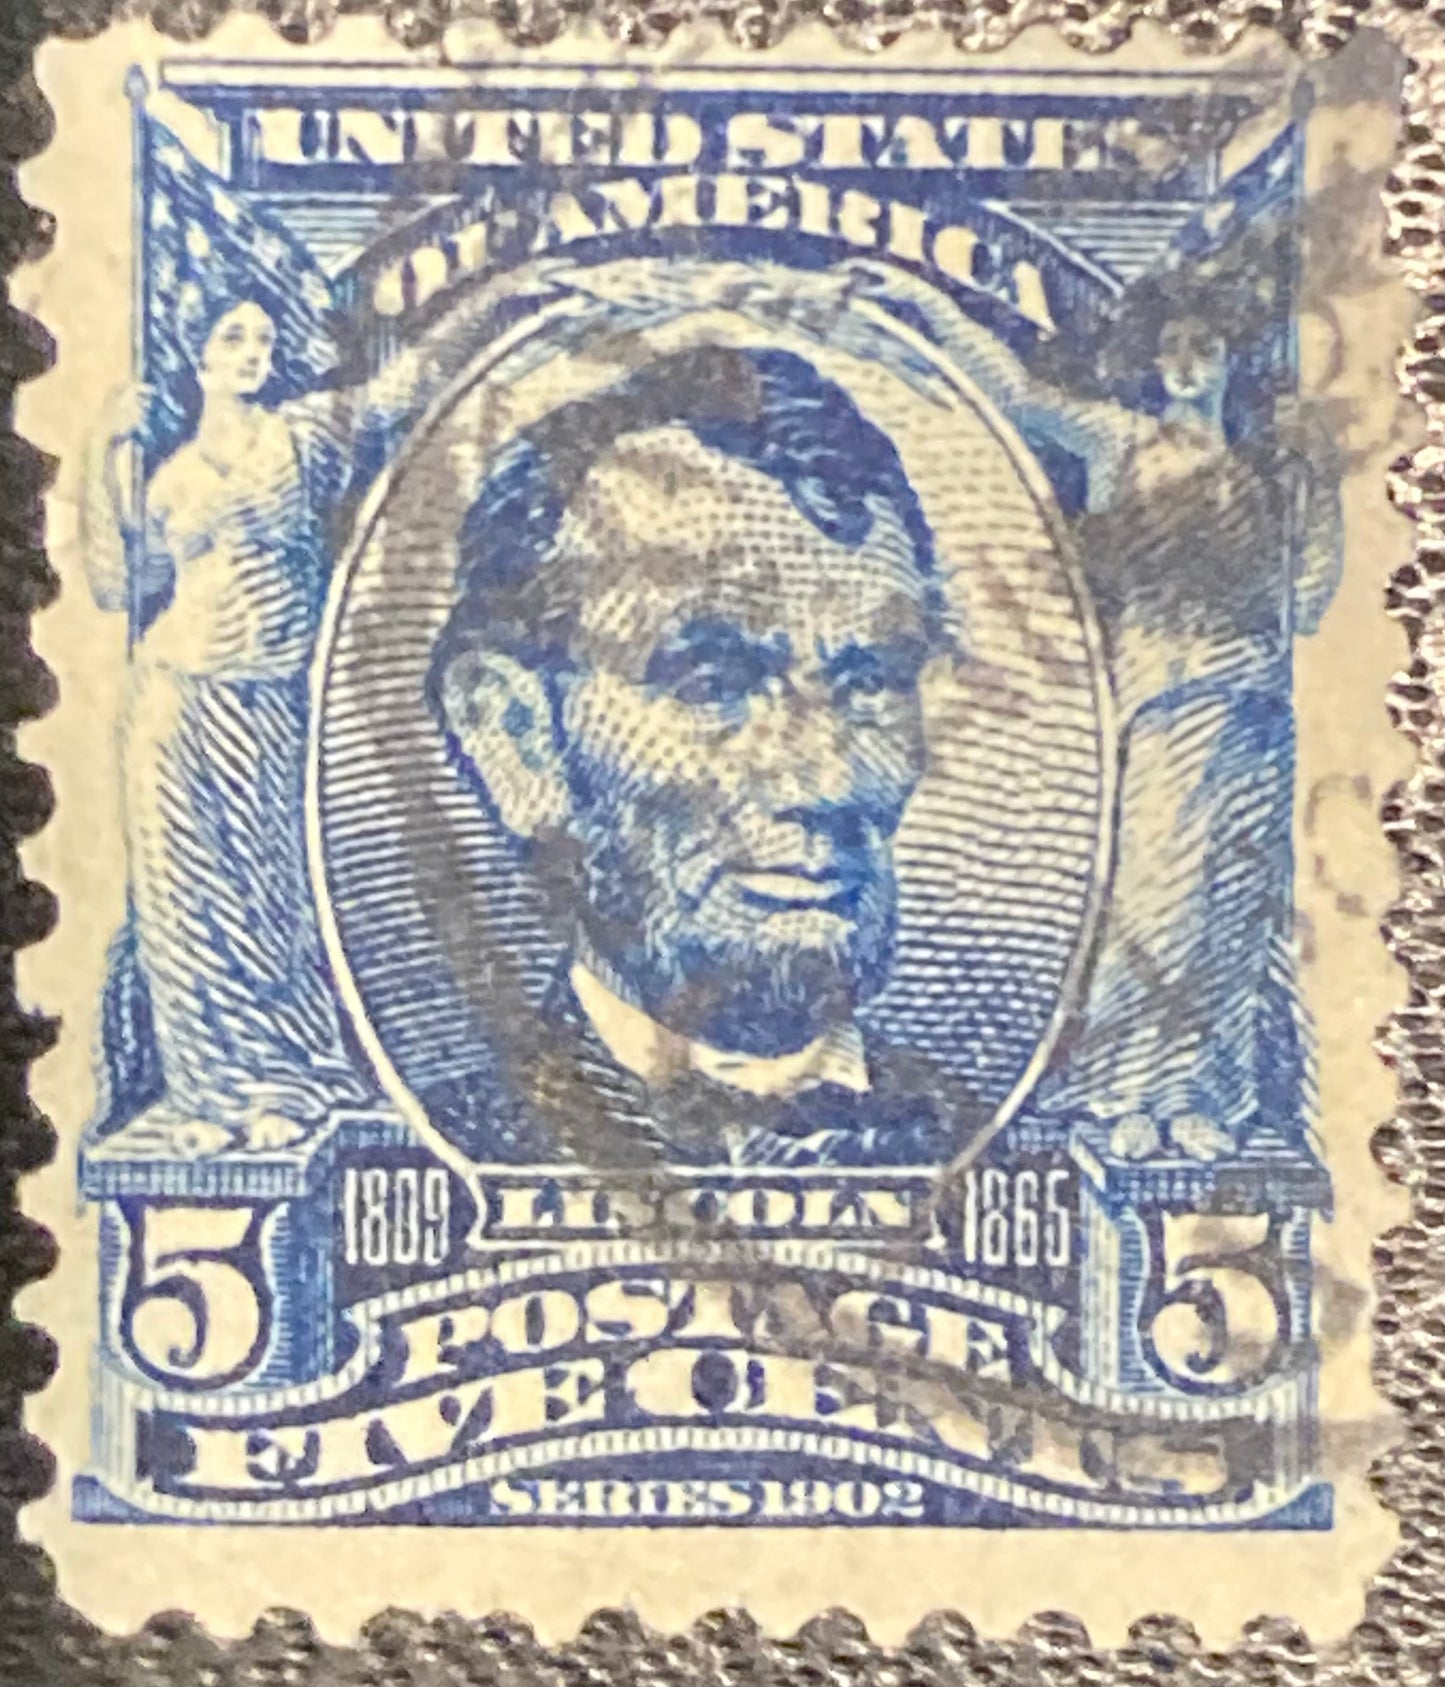 UNITED STATES
OF AMERICA
1809 LINCOLN 1865
5 POSTAGE 5
FIVE CENTS
SERIES 1902